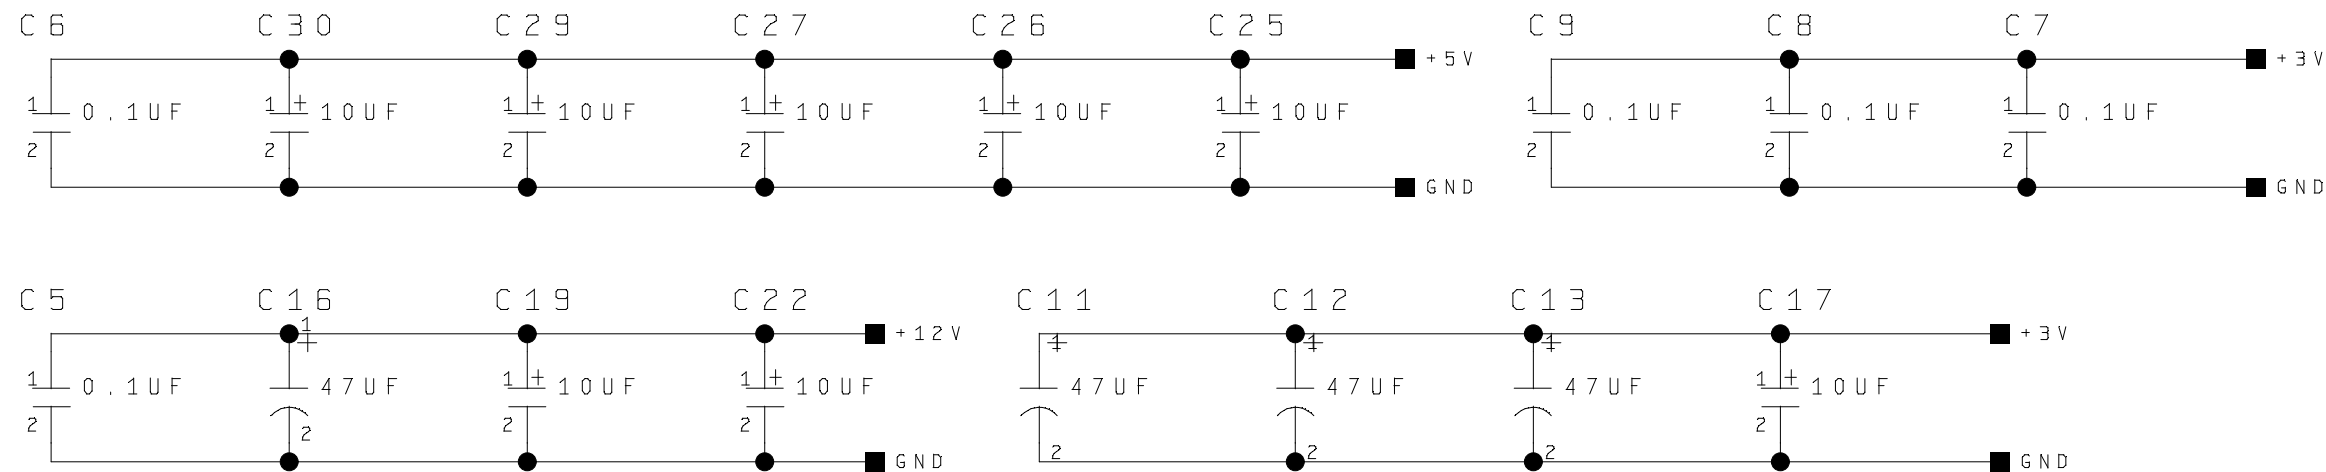 C6 C30 C29 C27 C26 C25 C9 C8 C7
+5V +3V
1 0.1UF 1 + 10UF 1 + 10UF 1 + 10UF 1 + 10UF 1 + 10UF 1 0.1UF 1 0.1UF 1 0.1UF
2 2 2 2 2 2 2 2 2
GND GND
C5 C16 C19 C22 C11 C12 C13 C17
1 + +12V 1 + 1 + 1 + +3V
1 0.1UF 47UF 1 + 10UF 1 + 10UF 47UF 47UF 47UF 1 + 10UF
2 2 2 2 2
2 2 2
GND GND